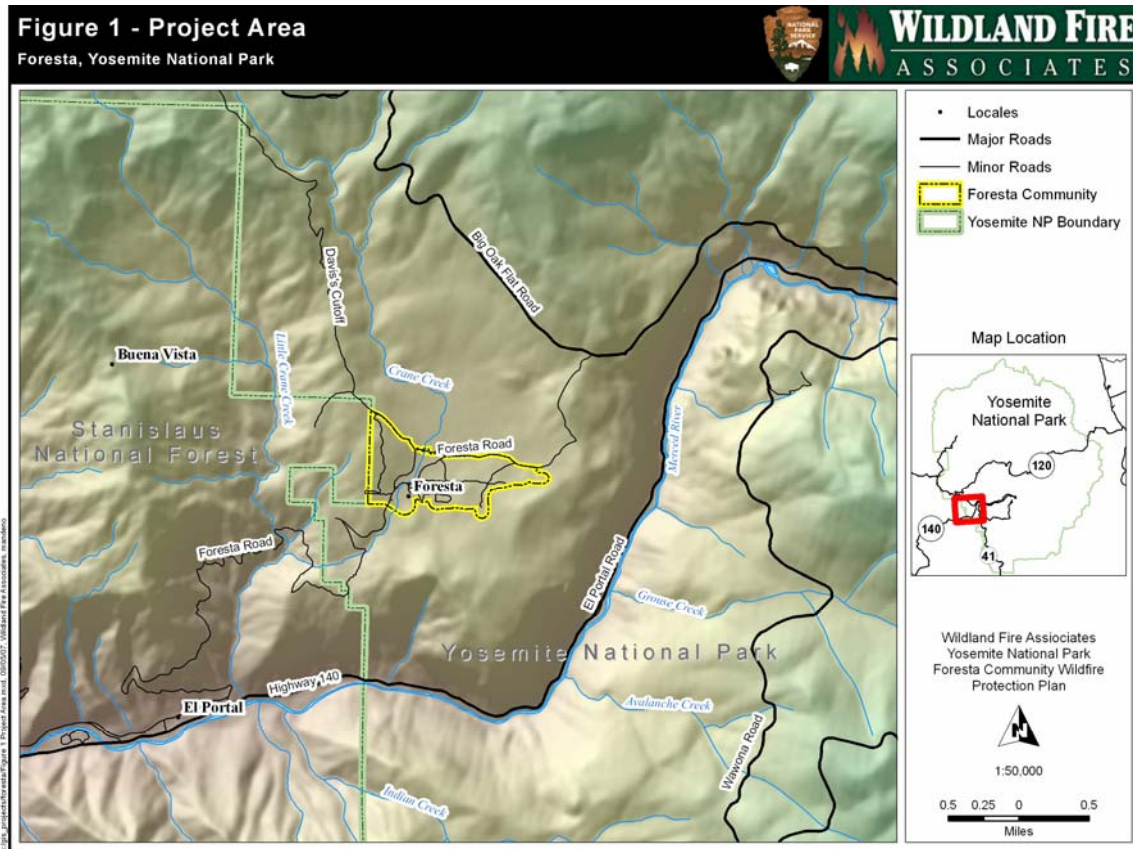 Figure 1 - Project Area
Foresta, Yosemite National Park
NATIONAL
PARK
SERVICE
WILDLAND FIRE
ASSOCIATES
Big Oak Flat Road
Davis's Cutoff
Buena Vista
Little Crane Creek
Crane Creek
Merced River
Stanislaus
National Forest
Foresta Road
Foresta
Foresta Road
El Portal Road
Grouse Creek
Yosemite National Park
Highway 140
El Portal
Avalanche Creek
Wawona Road
Indian Creek
Locales
Major Roads
Minor Roads
Foresta Community
Yosemite NP Boundary
Map Location
Yosemite
National Park
120
140
41
Wildland Fire Assiociates
Yosemite National Park
Foresta Community Wildfire
Protection Plan
N
1:50,000
0.5 0.25 0 0.5
Miles